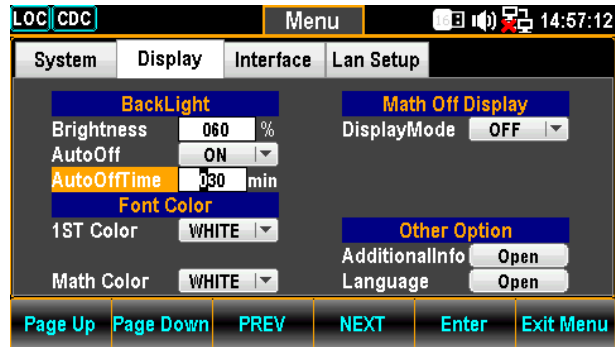 LOC CDC Menu 14:57:12
System Display Interface Lan Setup
BackLight
Brightness 060 %
AutoOff ON
AutoOffTime 030 min
Font Color
1ST Color WHITE
Math Color WHITE
Math Off Display
DisplayMode OFF
Other Option
AdditionalInfo Open
Language Open
Page Up Page Down PREV NEXT Enter Exit Menu